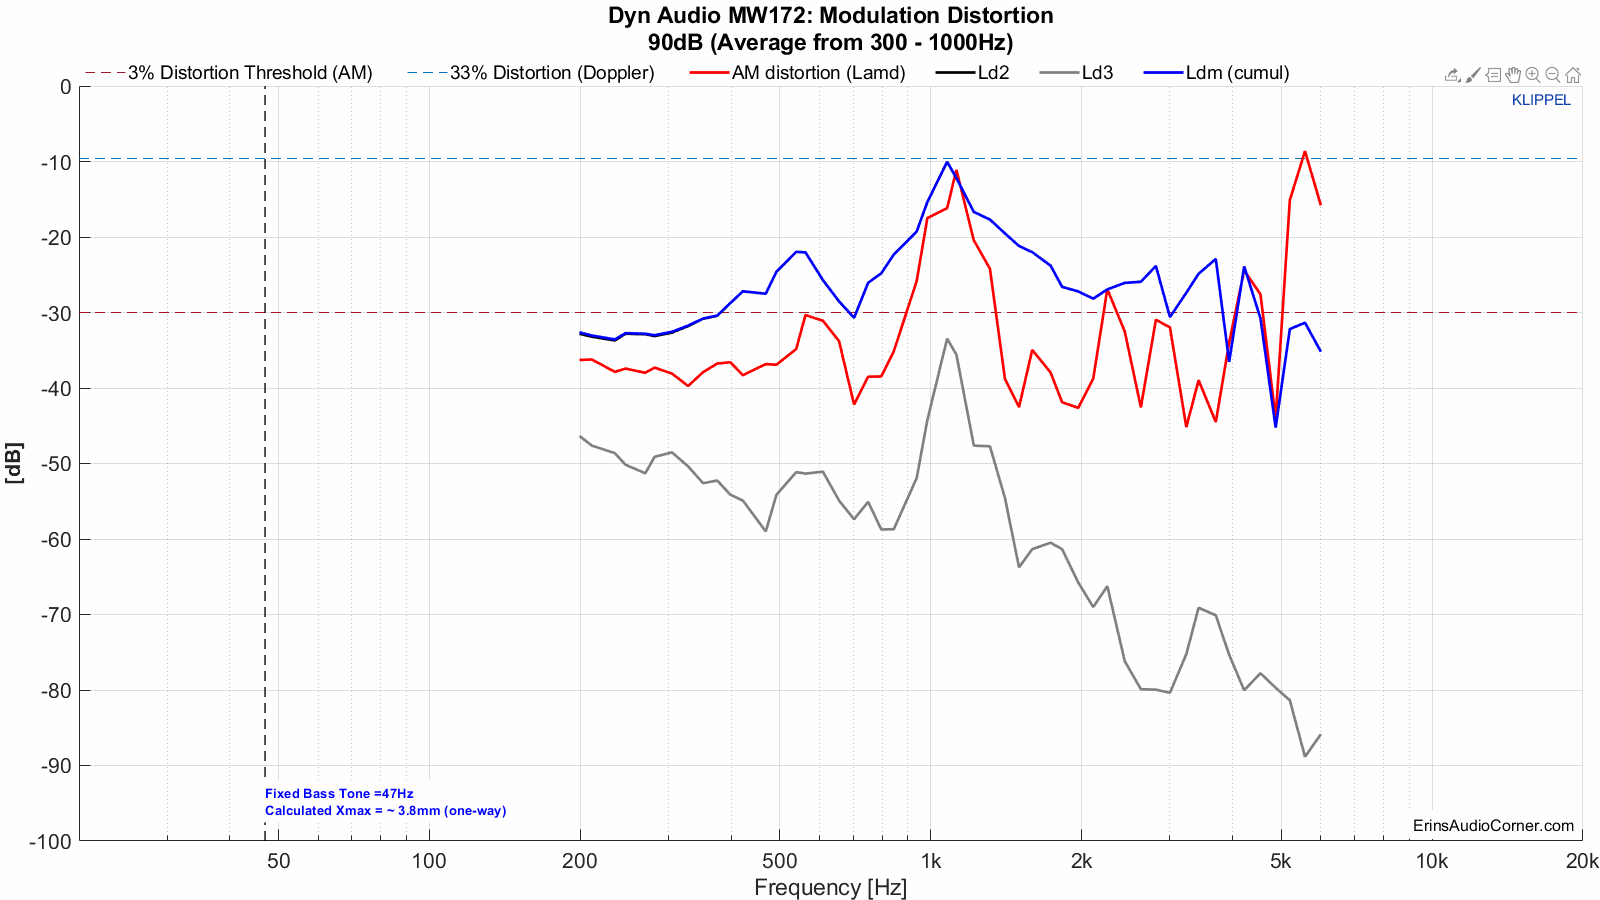 Dyn Audio MW172: Modulation Distortion
90dB (Average from 300 - 1000Hz)
3% Distortion Threshold (AM) 33% Distortion (Doppler) AM distortion (Lamd) Ld2 Ld3 Ldm (cumul)
KLIPPEL
0
-10
-20
-30
-40
-50
-60
-70
-80
-90
-100
[dB]
Fixed Bass Tone =47Hz
Calculated Xmax = ~ 3.8mm (one-way)
ErinsAudioCorner.com
50 100 200 500 1k 2k 5k 10k 20k
Frequency [Hz]